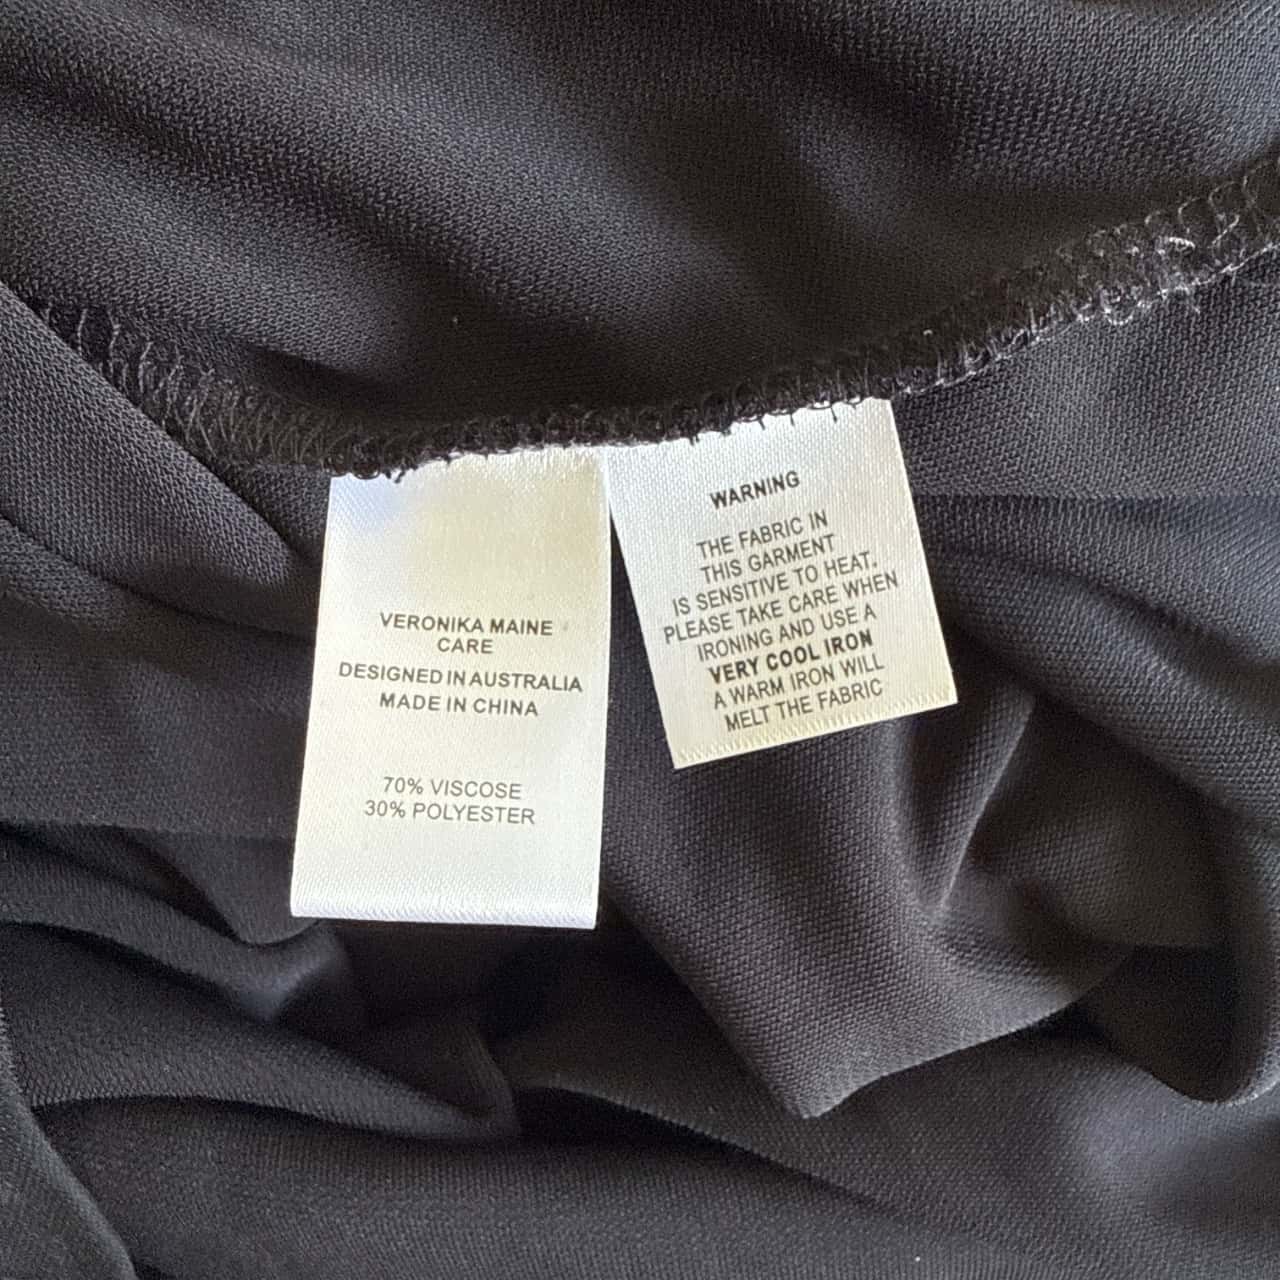 VERONIKA MAINE
CARE
DESIGNED IN AUSTRALIA
MADE IN CHINA
70% VISCOSE
30% POLYESTER
WARNING
THE FABRIC IN
THIS GARMENT
IS SENSITIVE TO HEAT.
PLEASE TAKE CARE WHEN
IRONING AND USE A
VERY COOL IRON
A WARM IRON WILL
MELT THE FABRIC